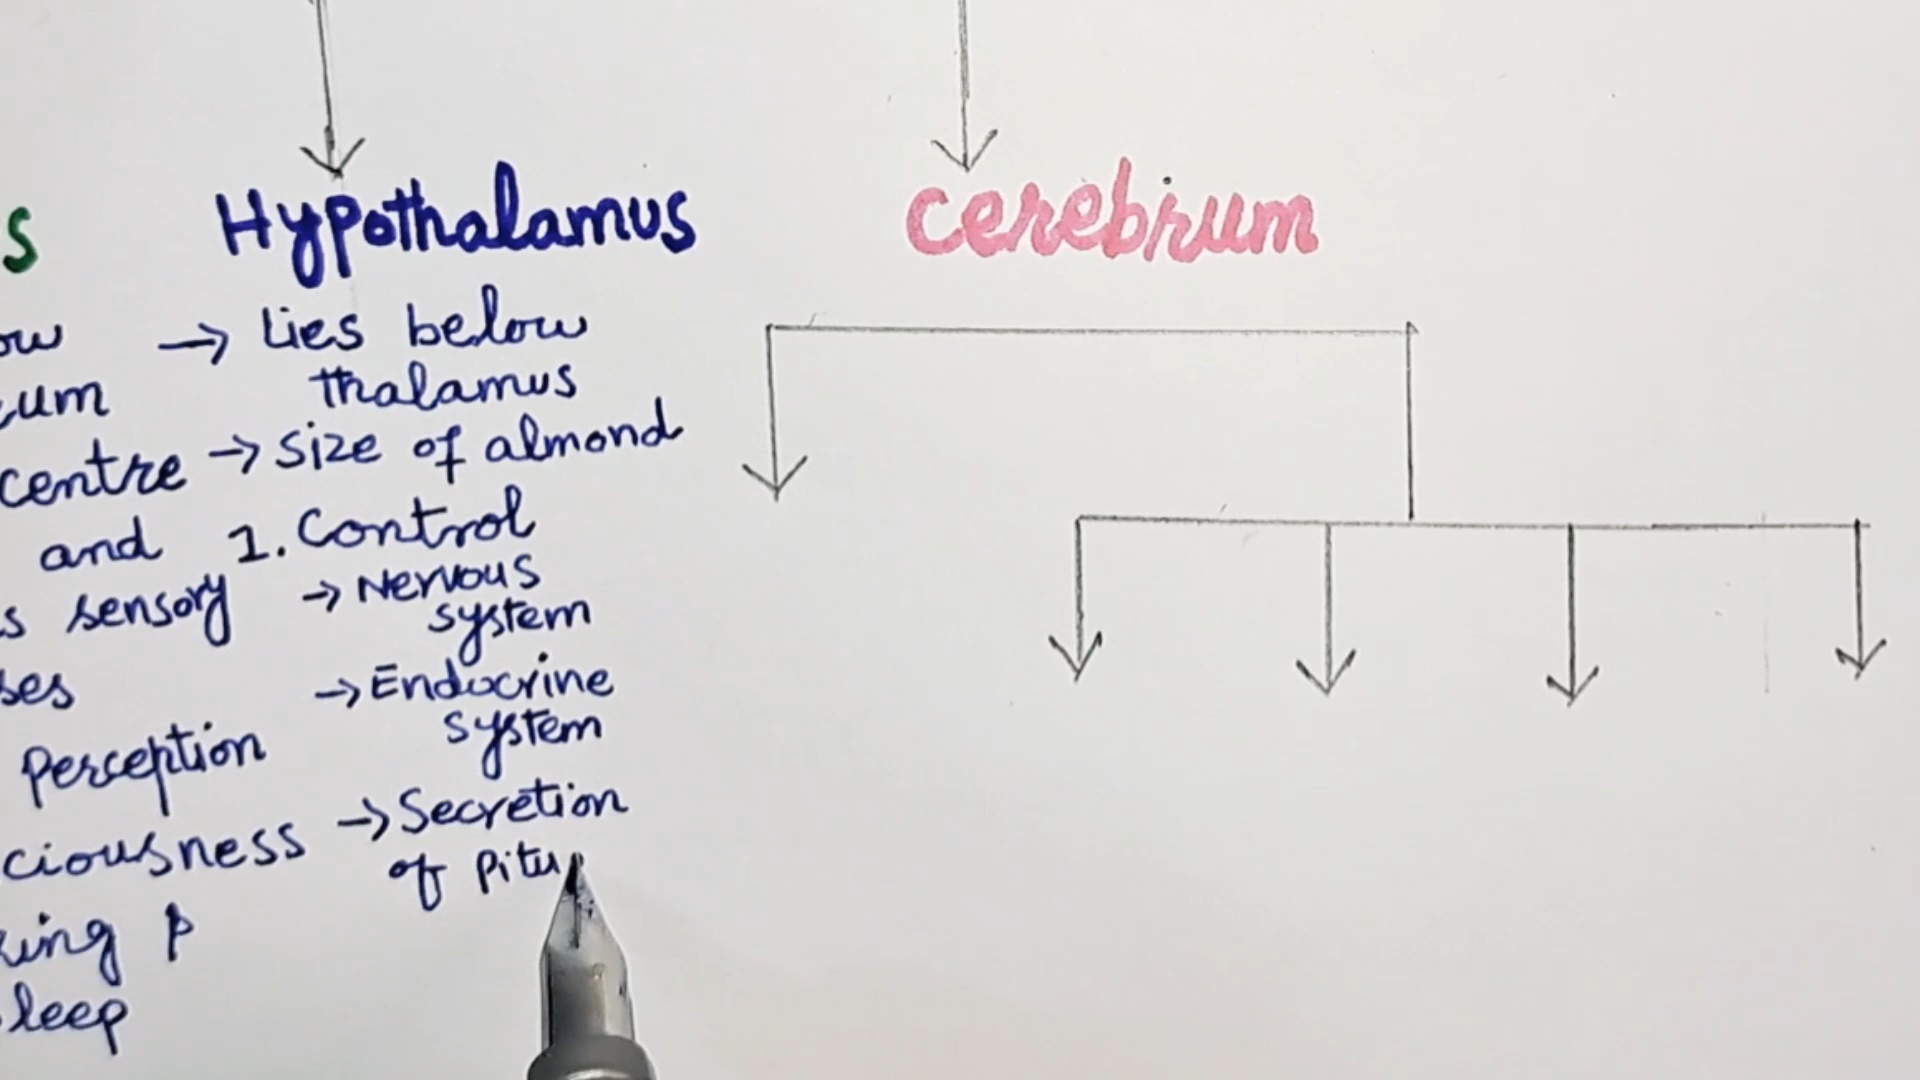 s
Hypothalamus
cerebrum
ow
um
centre
and
s sensory
ses
Perception
ciousness
king
leep
→ Lies below
thalamus
→ size of almond
1. Control
→ Nervous
system
→ Endocrine
system
→ Secretion
of pitu